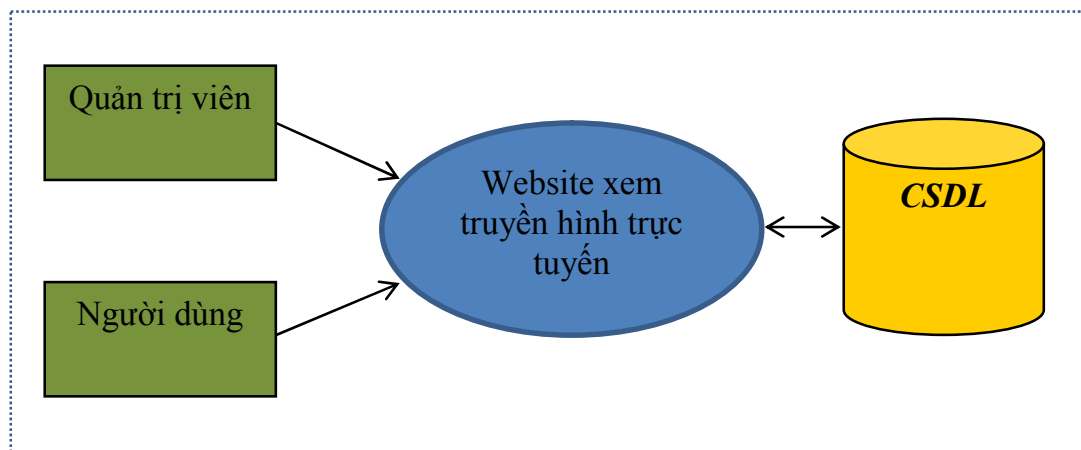 Quản trị viên
Người dùng
Website xem
truyền hình trực
tuyến
CSDL